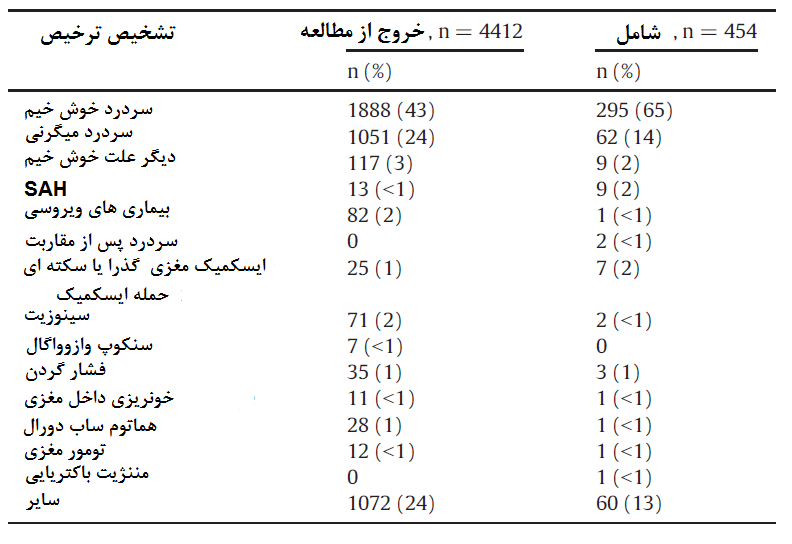 تشخیص ترخیص	خروج از مطالعه , n = 4412	شامل , n = 454
n (%)	n (%)
سردرد خوش خیم	1888 (43)	295 (65)
سردرد میگرنی	1051 (24)	62 (14)
دیگر علت خوش خیم	117 (3)	9 (2)
SAH	13 (<1)	9 (2)
بیماری های ویروسی	82 (2)	1 (<1)
سردرد پس از مقاربت	0	2 (<1)
ایسکمیک مغزی گذرا یا سکته ای	25 (1)	7 (2)
حمله ایسکمیک
سینوزیت	71 (2)	2 (<1)
سنکوپ وازوواگال	7 (<1)	0
فشار گردن	35 (1)	3 (1)
خونریزی داخل مغزی	11 (<1)	1 (<1)
هماتوم ساب دورال	28 (1)	1 (<1)
تومور مغزی	12 (<1)	1 (<1)
مننژیت باکتریایی	0	1 (<1)
سایر	1072 (24)	60 (13)